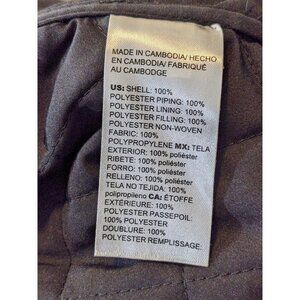 MADE IN CAMBODIA/ HECHO
EN CAMBODIA/ FABRIQUÉ
AU CAMBODGE
US: SHELL: 100%
POLYESTER PIPING: 100%
POLYESTER LINING: 100%
POLYESTER FILLING: 100%
POLYESTER NON-WOVEN
FABRIC: 100%
POLYPROPYLENE MX: TELA
EXTERIOR: 100% poliéster
RIBETE: 100% poliéster
FORRO: 100% poliéster
RELLENO: 100% poliéster
TELA NO TEJIDA: 100%
polipropileno CA: ÉTOFFE
EXTÉRIEURE: 100%
POLYESTER PASSEPOIL:
100% POLYESTER
DOUBLURE: 100%
POLYESTER REMPLISSAGE: